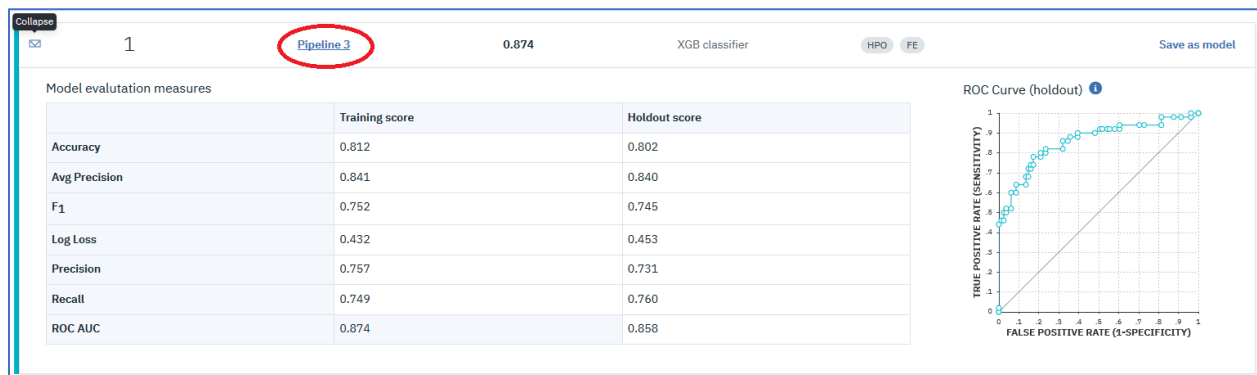 Collapse
1 Pipeline 3 0.874 XGB classifier HPO FE Save as model
Model evalutation measures
Training score Holdout score
Accuracy 0.812 0.802
Avg Precision 0.841 0.840
F1 0.752 0.745
Log Loss 0.432 0.453
Precision 0.757 0.731
Recall 0.749 0.760
ROC AUC 0.874 0.858
ROC Curve (holdout) i
TRUE POSITIVE RATE (SENSITIVITY)
1
.9
.8
.7
.6
.5
.4
.3
.2
.1
0
0 .1 .2 .3 .4 .5 .6 .7 .8 .9 1
FALSE POSITIVE RATE (1-SPECIFICITY)